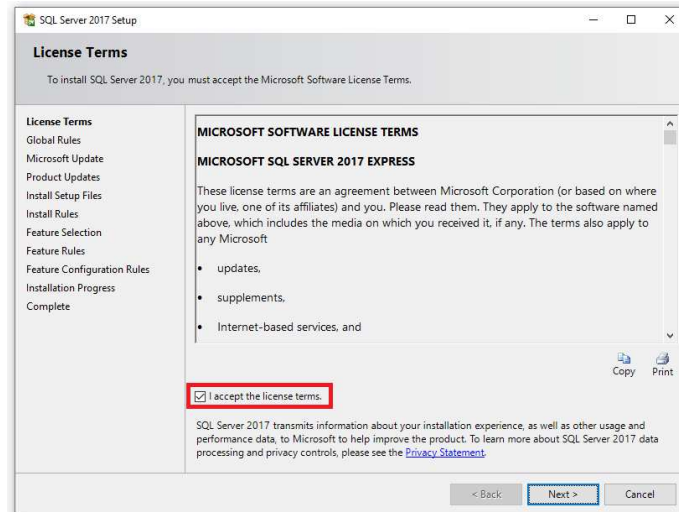 SQL Server 2017 Setup
License Terms
To install SQL Server 2017, you must accept the Microsoft Software License Terms.
License Terms
Global Rules
Microsoft Update
Product Updates
Install Setup Files
Install Rules
Feature Selection
Feature Rules
Feature Configuration Rules
Installation Progress
Complete
MICROSOFT SOFTWARE LICENSE TERMS
MICROSOFT SQL SERVER 2017 EXPRESS
These license terms are an agreement between Microsoft Corporation (or based on where
you live, one of its affiliates) and you. Please read them. They apply to the software named
above, which includes the media on which you received it, if any. The terms also apply to
any Microsoft
• updates,
• supplements,
• Internet-based services, and
Copy Print
I accept the license terms.
SQL Server 2017 transmits information about your installation experience, as well as other usage and
performance data, to Microsoft to help improve the product. To learn more about SQL Server 2017 data
processing and privacy controls, please see the Privacy Statement.
< Back Next > Cancel